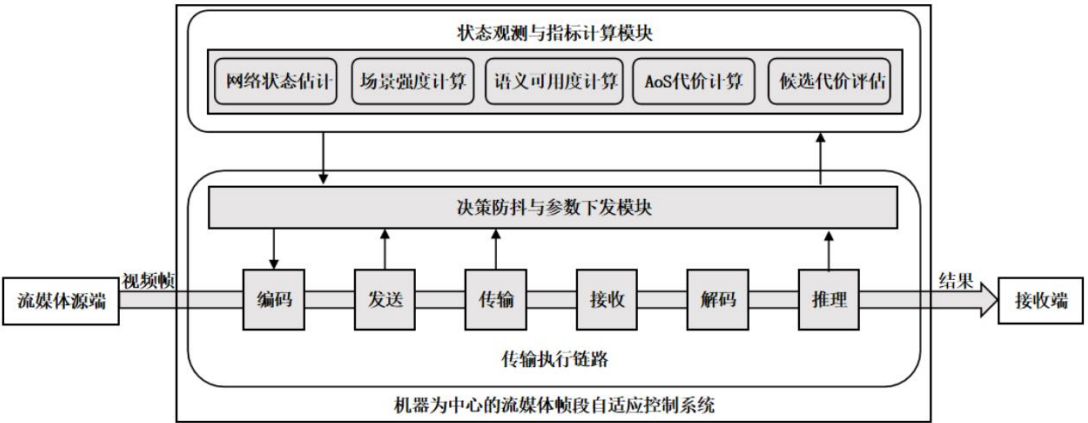 状态观测与指标计算模块
网络状态估计
场景强度计算
语义可用度计算
AoS代价计算
候选代价评估
决策防抖与参数下发模块
流媒体源端
视频帧
编码
发送
传输
接收
解码
推理
结果
接收端
传输执行链路
机器为中心的流媒体帧段自适应控制系统